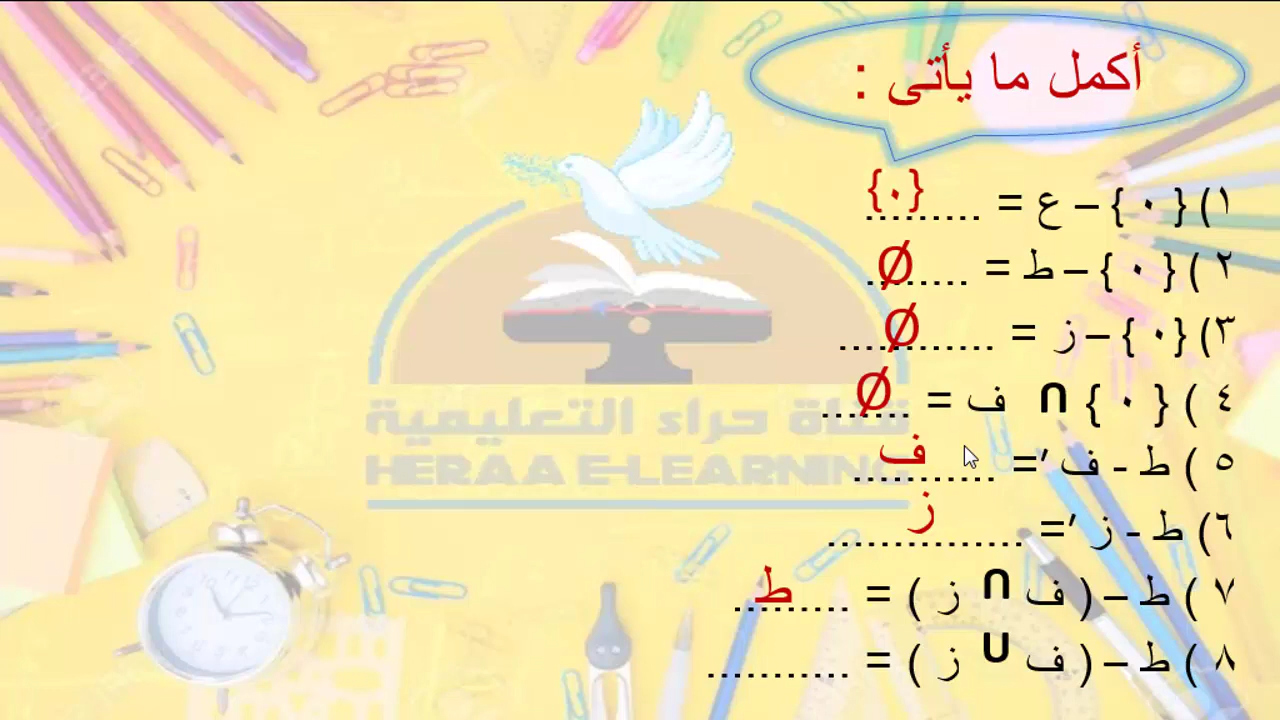 أكمل ما يأتى :
١) { ٠ } – ع = ......... {٠}
٢ ) { ٠ } – ط = ........ Ø
٣) {٠ } – ز = ............ Ø
٤ ) { ٠ } ∩ ف = ....... Ø
٥ ) ط - ف ′= ........... ف
٦) ط - ز ′= ............... ز
٧ ) ط – ( ف ∩ ز ) = ......... ط
٨ ) ط – ( ف ∪ ز ) = ...........
قناة حراء التعليمية
HERAA E-LEARNING